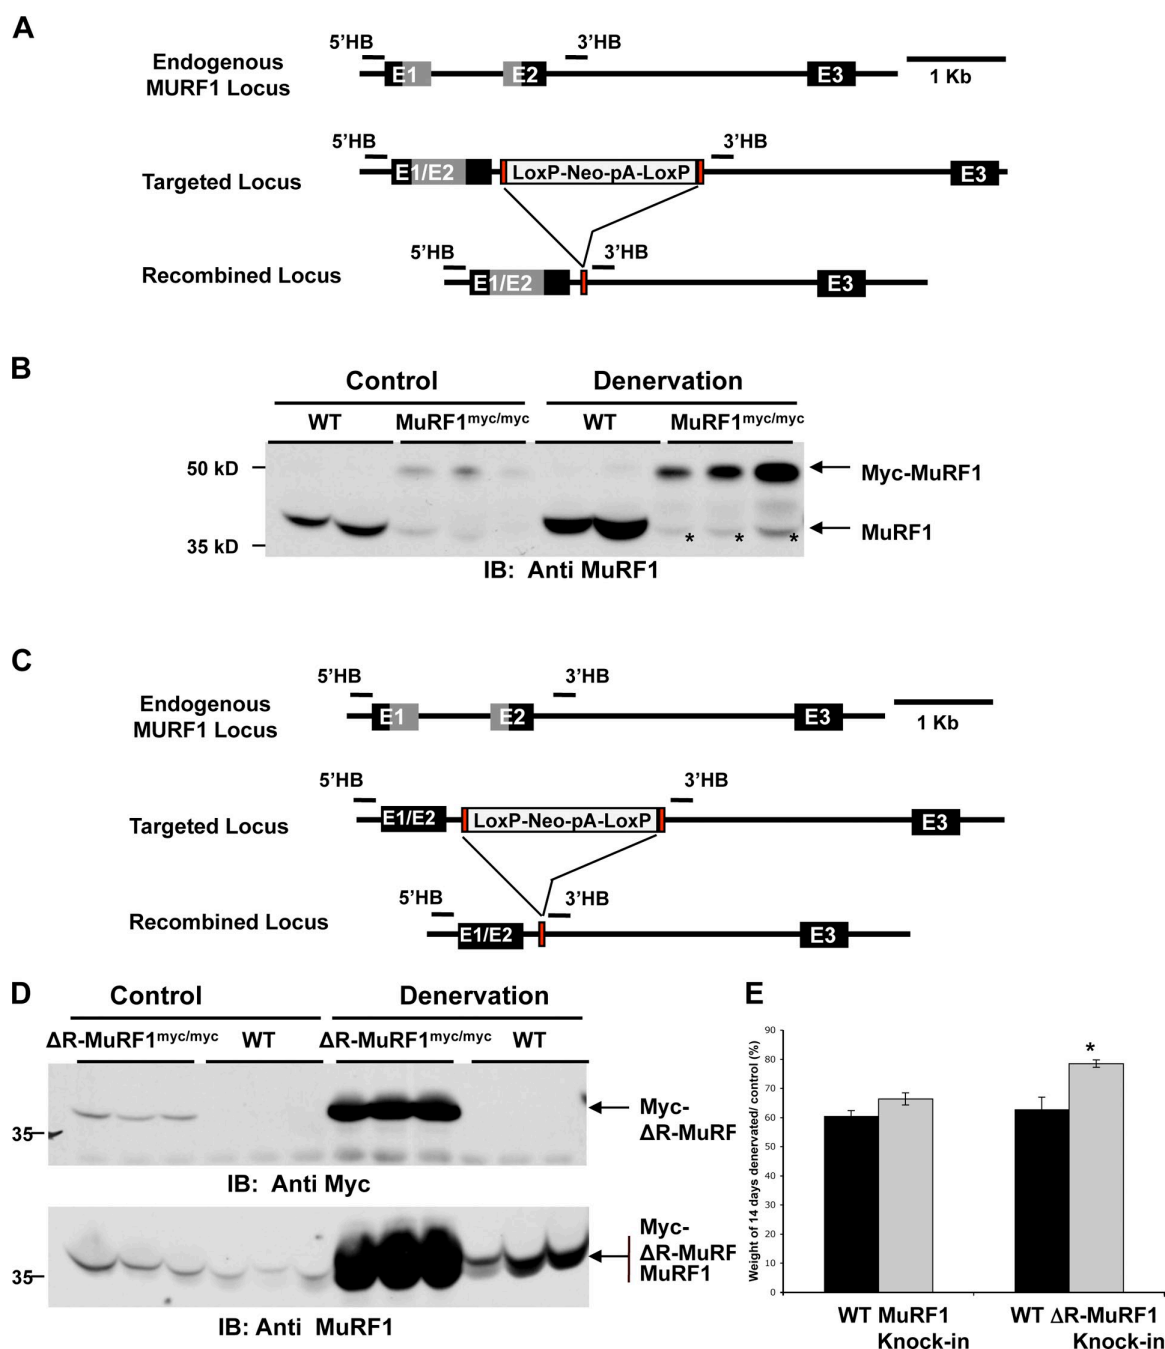 A
Endogenous
MURF1 Locus
5'HB
3'HB
E1
E2
E3
1 Kb
Targeted Locus
5'HB
3'HB
E1/E2
LoxP-Neo-pA-LoxP
E3
Recombined Locus
5'HB
3'HB
E1/E2
E3
B
Control
Denervation
WT
MuRF1myc/myc
WT
MuRF1myc/myc
50 kD
Myc-MuRF1
MuRF1
35 kD
* * *
IB: Anti MuRF1
C
Endogenous
MURF1 Locus
5'HB
3'HB
E1
E2
E3
1 Kb
Targeted Locus
5'HB
3'HB
E1/E2
LoxP-Neo-pA-LoxP
E3
Recombined Locus
5'HB
3'HB
E1/E2
E3
D
Control
Denervation
ΔR-MuRF1myc/myc
WT
ΔR-MuRF1myc/myc
WT
35
Myc-
ΔR-MuRF
IB: Anti Myc
35
Myc-
ΔR-MuRF
MuRF1
IB: Anti MuRF1
E
Weight of 14 days denervated/ control (%)
90
80
70
60
50
40
30
20
10
0
*
WT MuRF1
Knock-in
WT ΔR-MuRF1
Knock-in